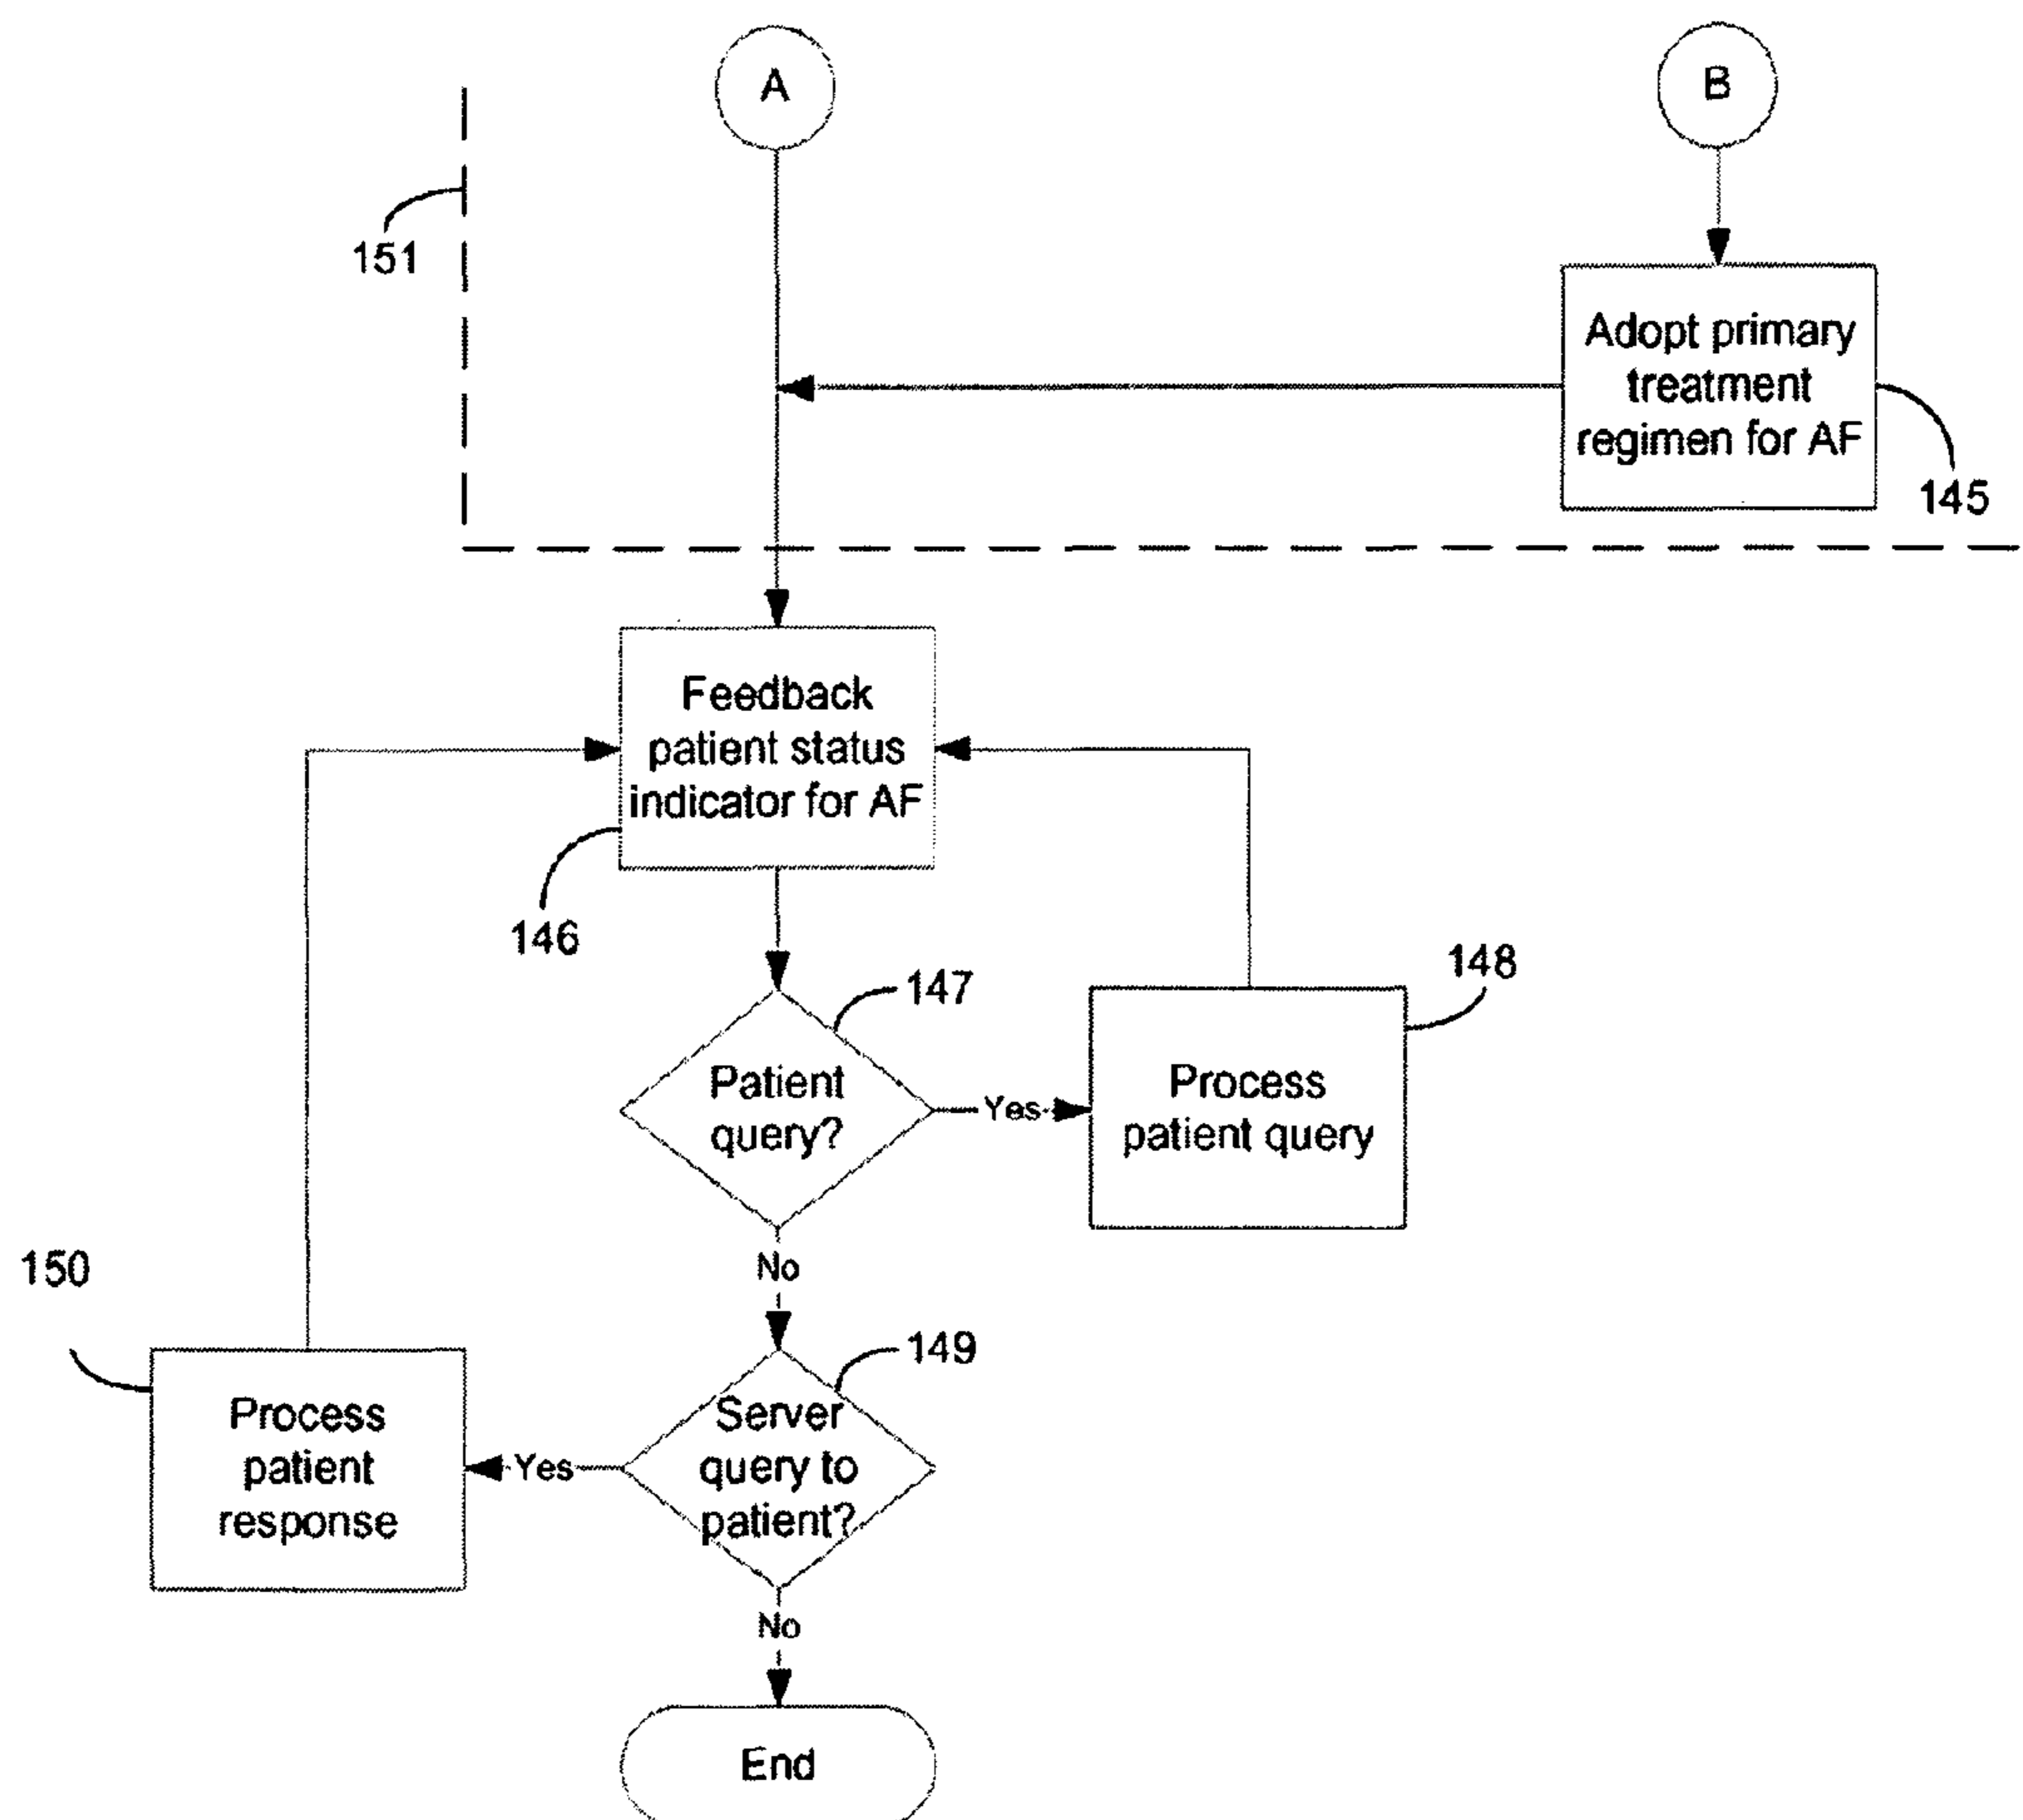 A
B
151
Adopt primary
treatment
regimen for AF
145
Feedback
patient status
indicator for AF
146
147
148
Patient
query?
Yes
Process
patient query
No
150
149
Process
patient
response
Yes
Server
query to
patient?
No
End